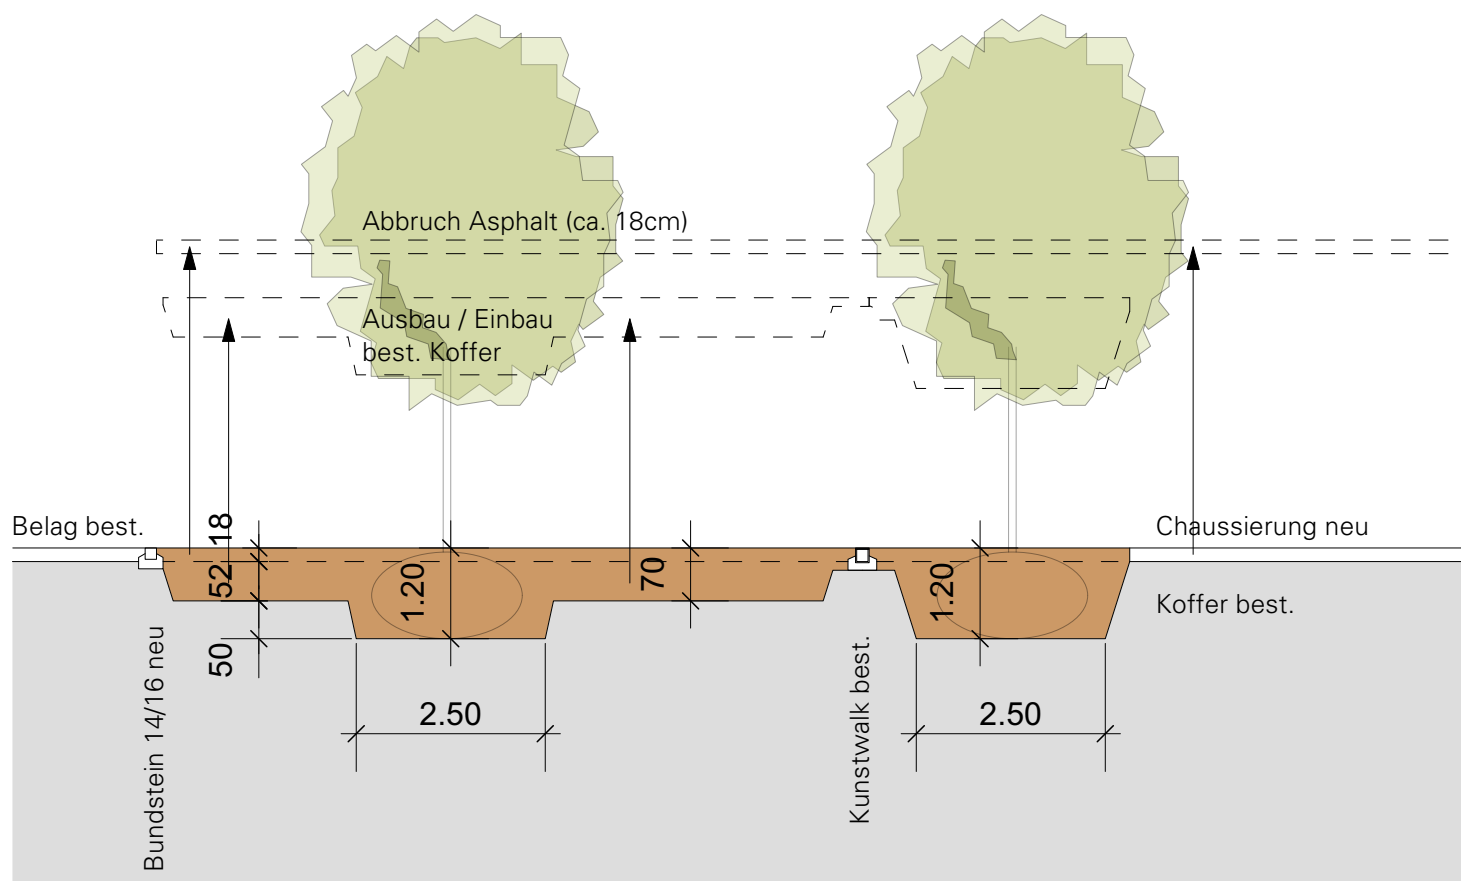 Abbruch Asphalt (ca. 18cm)
Ausbau / Einbau
best. Koffer
Belag best.
18
Chaussierung neu
52
1.20
70
1.20
Koffer best.
50
Bundstein 14/16 neu
Kunstwalk best.
2.50
2.50